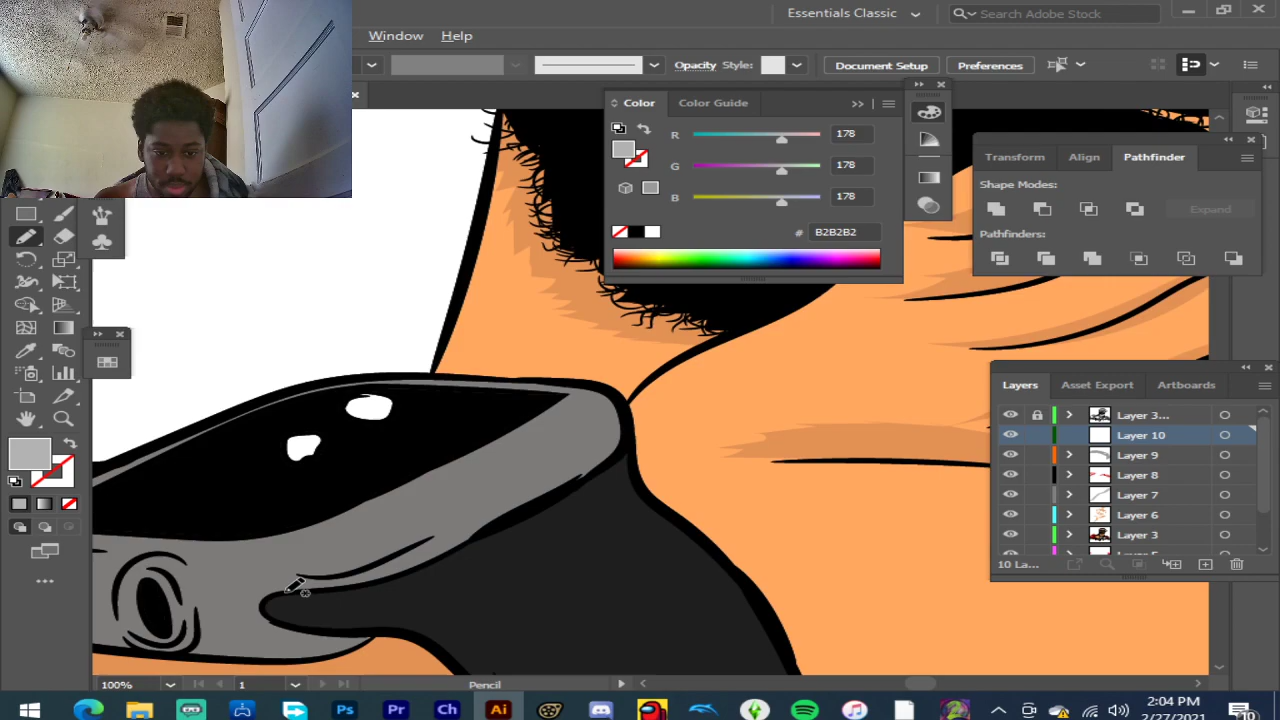 Essentials Classic
Search Adobe Stock
Window Help
Opacity Style: Document Setup Preferences
Color Color Guide
R 178
G 178
B 178
# B2B2B2
Transform Align Pathfinder
Shape Modes:
Expand
Pathfinders:
Layers Asset Export Artboards
Layer 3...
Layer 10
Layer 9
Layer 8
Layer 7
Layer 6
Layer 3
10 La...
100% 1 Pencil
Ps Pr Ch Ai
2:04 PM
2/27/2021